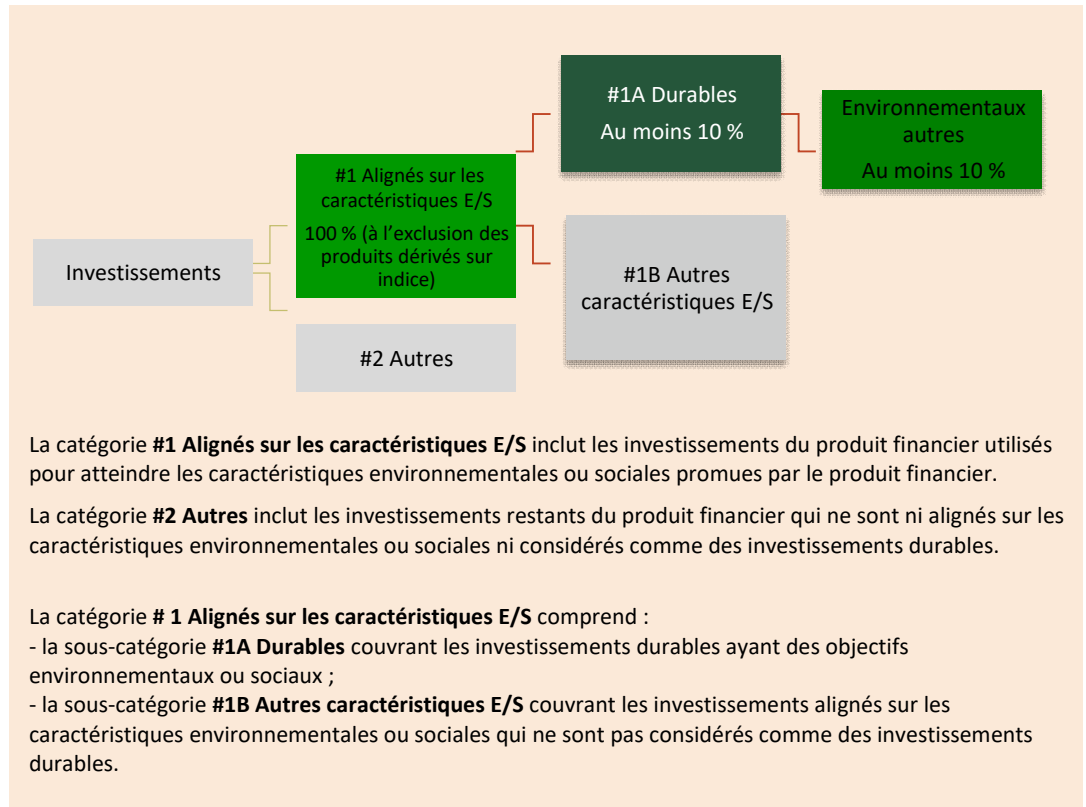 #1A Durables
Au moins 10 %
Environnementaux
autres
Au moins 10 %
#1 Alignés sur les
caractéristiques E/S
100 % (à l’exclusion des
produits dérivés sur
indice)
Investissements
#1B Autres
caractéristiques E/S
#2 Autres
La catégorie #1 Alignés sur les caractéristiques E/S inclut les investissements du produit financier utilisés
pour atteindre les caractéristiques environnementales ou sociales promues par le produit financier.
La catégorie #2 Autres inclut les investissements restants du produit financier qui ne sont ni alignés sur les
caractéristiques environnementales ou sociales ni considérés comme des investissements durables.
La catégorie # 1 Alignés sur les caractéristiques E/S comprend :
- la sous-catégorie #1A Durables couvrant les investissements durables ayant des objectifs
environnementaux ou sociaux ;
- la sous-catégorie #1B Autres caractéristiques E/S couvrant les investissements alignés sur les
caractéristiques environnementales ou sociales qui ne sont pas considérés comme des investissements
durables.